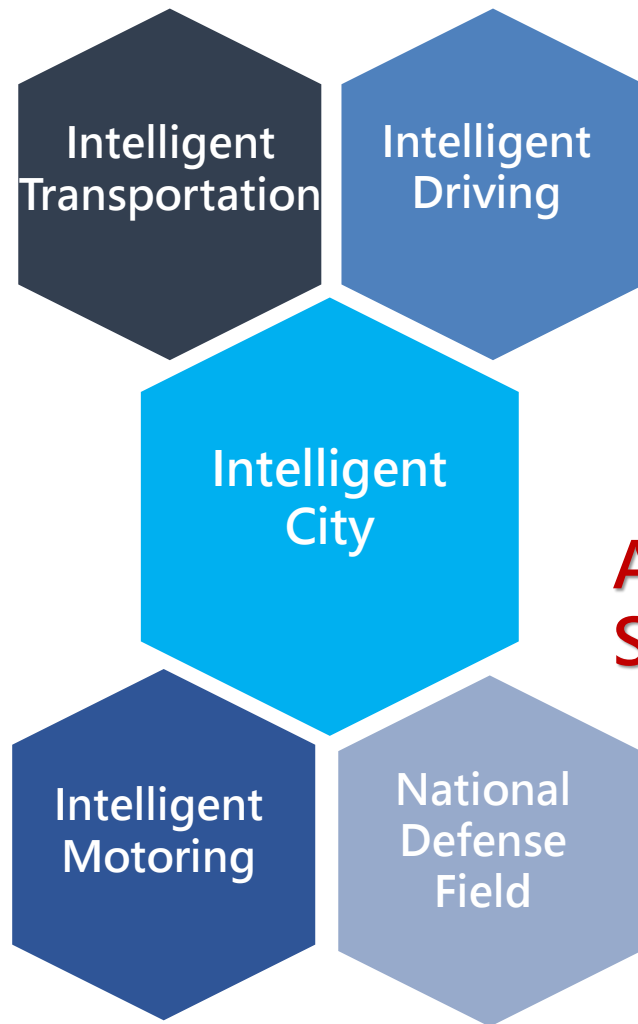 Intelligent
Transportation
Intelligent
Driving
Intelligent
City
Intelligent
Motoring
National
Defense
Field